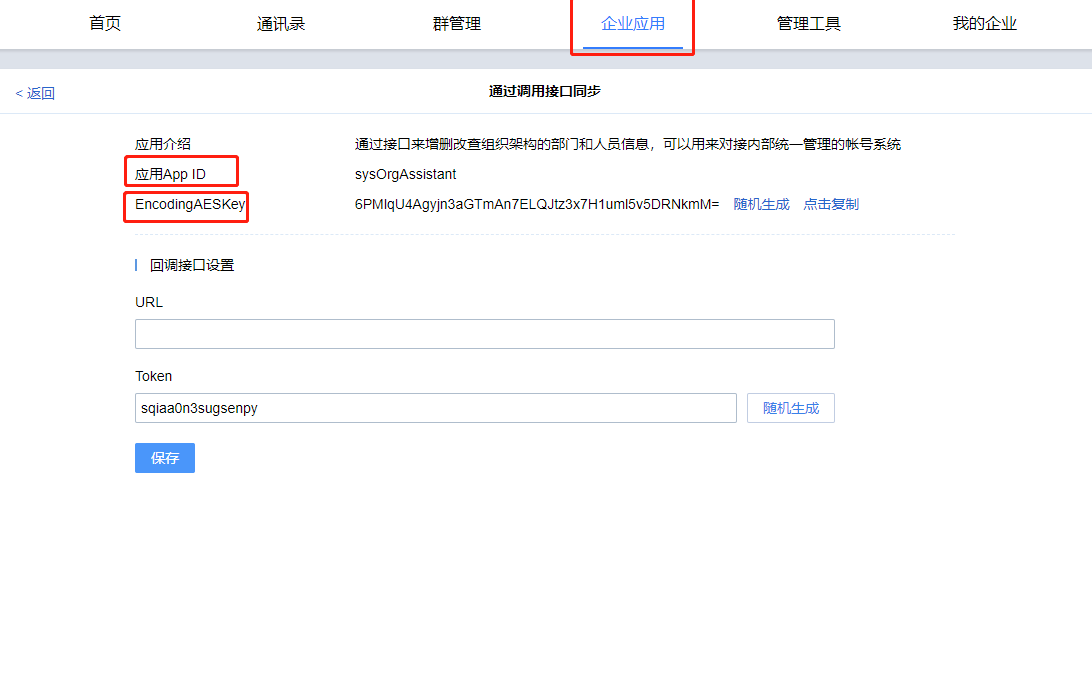 首页 通讯录 群管理 企业应用 管理工具 我的企业
< 返回 通过调用接口同步
应用介绍 通过接口来增删改查组织架构的部门和人员信息，可以用来对接内部统一管理的帐号系统
应用App ID sysOrgAssistant
EncodingAESKey 6PMIqU4Agyjn3aGTmAn7ELQJtz3x7H1uml5v5DRNkmM= 随机生成 点击复制
回调接口设置
URL
Token
sqiaa0n3sugsenpy 随机生成
保存